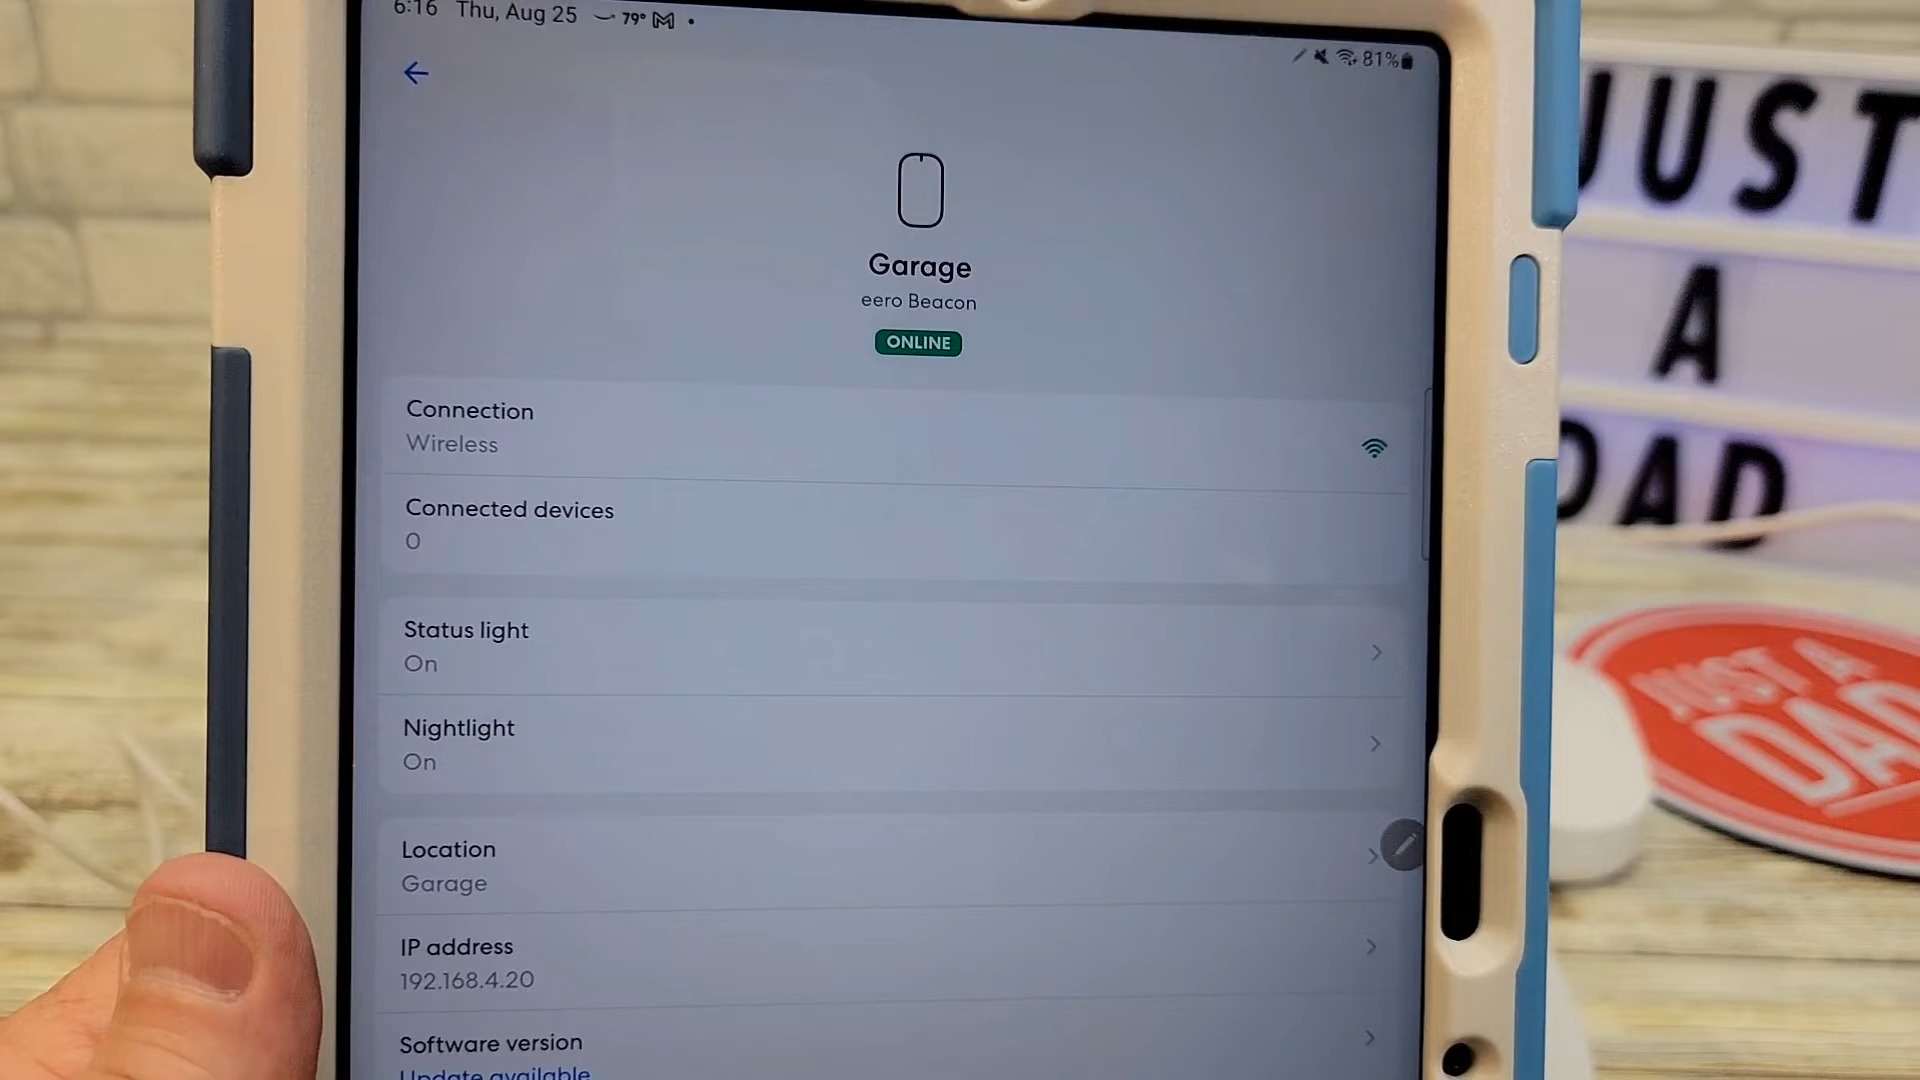 6:16 Thu, Aug 25 79°
81%
Garage
eero Beacon
ONLINE
Connection
Wireless
Connected devices
0
Status light
On
Nightlight
On
Location
Garage
IP address
192.168.4.20
Software version
Update available
JUST
A
DAD
JUST A
DAD